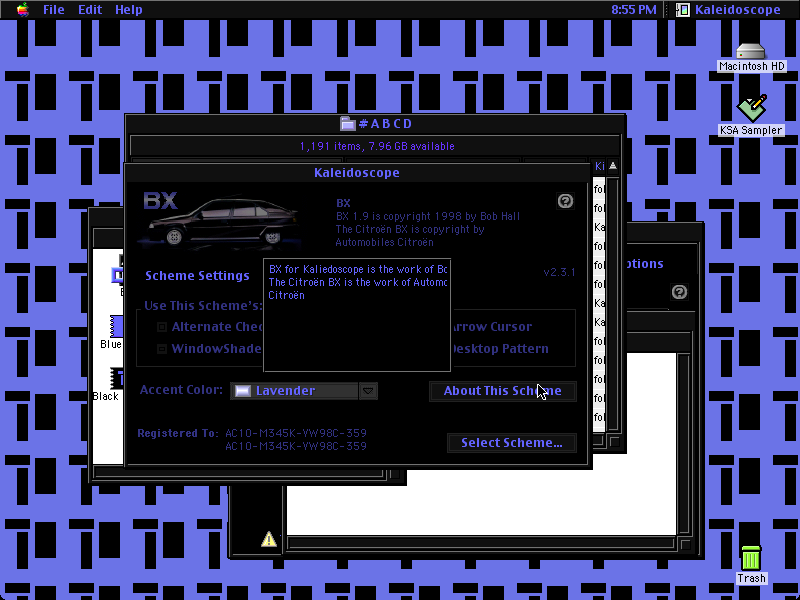 File Edit Help 8:55 PM Kaleidoscope
Macintosh HD
KSA Sampler
#ABCD
1,191 items, 7.96 GB available
Kaleidoscope
Ki
BX
BX
BX 1.9 is copyright 1998 by Bob Hall
The Citroën BX is copyright by
Automobiles Citroën
Scheme Settings
v2.3.1
BX for Kaliedoscope is the work of Bo
The Citroën BX is the work of Automo
Citroën
Use This Scheme's:
Alternate Chec
Arrow Cursor
WindowShade
Desktop Pattern
Accent Color: Lavender
About This Scheme
Registered To: AC10-M345K-YW98C-359
AC10-M345K-YW98C-359
Select Scheme...
fol
fol
Ka
fol
fol
fol
Ka
fol
Ka
fol
fol
fol
fol
ptions
Blue
Black
Trash